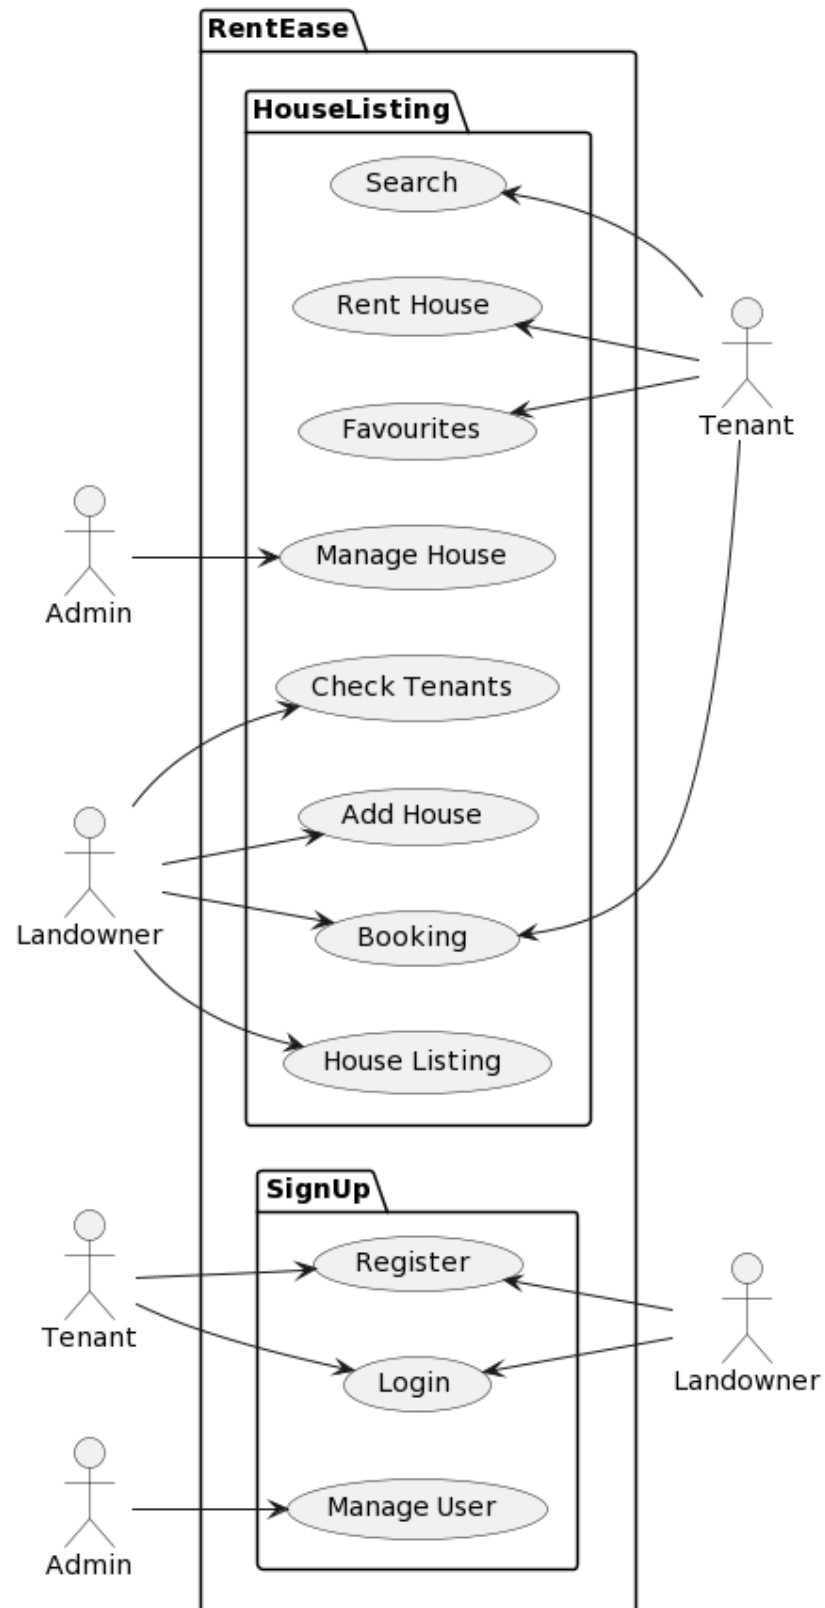 RentEase
HouseListing
Search
Rent House
Tenant
Favourites
Manage House
Admin
Check Tenants
Add House
Landowner
Booking
House Listing
SignUp
Register
Tenant
Login
Landowner
Manage User
Admin